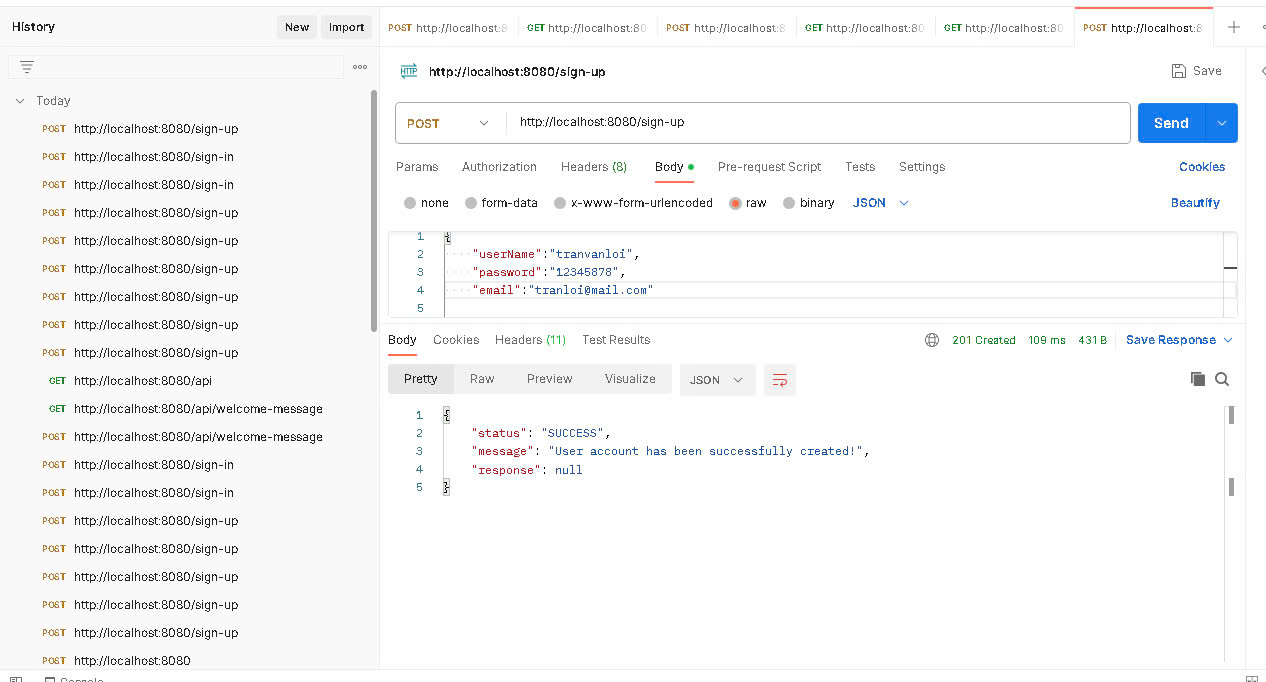 History
New
Import
POST http://localhost:8
GET http://localhost:80
POST http://localhost:8
GET http://localhost:80
GET http://localhost:80
POST http://localhost:8
HTTP http://localhost:8080/sign-up
Save
Today
POST http://localhost:8080/sign-up
POST http://localhost:8080/sign-in
POST http://localhost:8080/sign-in
POST http://localhost:8080/sign-up
POST http://localhost:8080/sign-up
POST http://localhost:8080/sign-up
POST http://localhost:8080/sign-up
POST http://localhost:8080/sign-up
POST http://localhost:8080/sign-up
GET http://localhost:8080/api
GET http://localhost:8080/api/welcome-message
POST http://localhost:8080/api/welcome-message
POST http://localhost:8080/sign-in
POST http://localhost:8080/sign-in
POST http://localhost:8080/sign-up
POST http://localhost:8080/sign-up
POST http://localhost:8080/sign-up
POST http://localhost:8080/sign-up
POST http://localhost:8080/sign-up
POST http://localhost:8080
POST http://localhost:8080/sign-up
Send
Params Authorization Headers (8) Body Pre-request Script Tests Settings Cookies
none form-data x-www-form-urlencoded raw binary JSON Beautify
1 {
2 "userName":"tranvanloi",
3 "password":"12345878",
4 "email":"tranloi@mail.com"
5
Body Cookies Headers (11) Test Results 201 Created 109 ms 431 B Save Response
Pretty Raw Preview Visualize JSON
1 {
2 "status": "SUCCESS",
3 "message": "User account has been successfully created!",
4 "response": null
5 }
Console